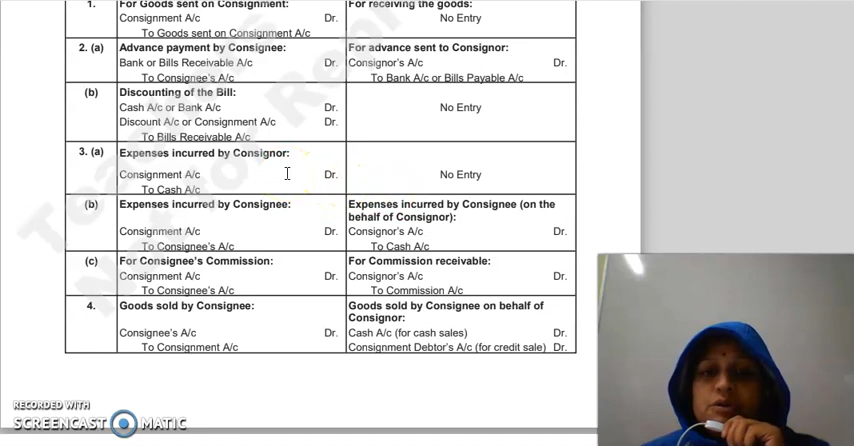 1. For Goods sent on Consignment: For receiving the goods:
Consignment A/c Dr. No Entry
To Goods sent on Consignment A/c
2. (a) Advance payment by Consignee: For advance sent to Consignor:
Bank or Bills Receivable A/c Dr. Consignor's A/c Dr.
To Consignee's A/c To Bank A/c or Bills Payable A/c
(b) Discounting of the Bill:
Cash A/c or Bank A/c Dr. No Entry
Discount A/c or Consignment A/c Dr.
To Bills Receivable A/c
3. (a) Expenses incurred by Consignor:
Consignment A/c Dr. No Entry
To Cash A/c
(b) Expenses incurred by Consignee: Expenses incurred by Consignee (on the
behalf of Consignor):
Consignment A/c Dr. Consignor's A/c Dr.
To Consignee's A/c To Cash A/c
(c) For Consignee's Commission: For Commission receivable:
Consignment A/c Dr. Consignor's A/c Dr.
To Consignee's A/c To Commission A/c
4. Goods sold by Consignee: Goods sold by Consignee on behalf of
Consignor:
Consignee's A/c Dr. Cash A/c (for cash sales) Dr.
To Consignment A/c Consignment Debtor's A/c (for credit sale) Dr.
RECORDED WITH
SCREENCAST MATIC